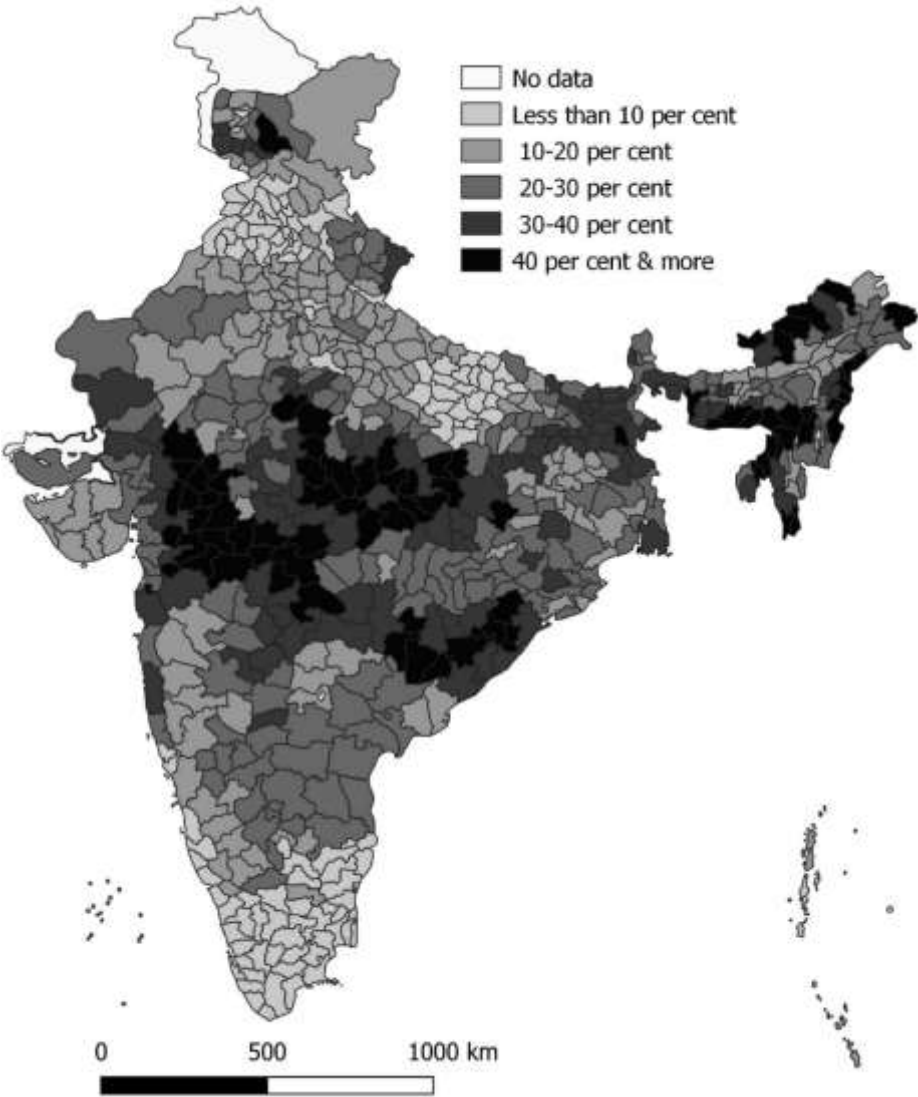 No data
Less than 10 per cent
10-20 per cent
20-30 per cent
30-40 per cent
40 per cent & more
0 500 1000 km